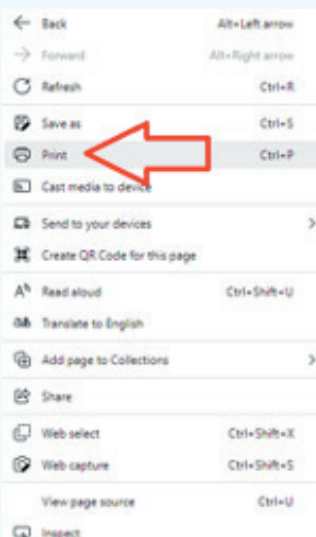 Back Alt+Left arrow
Forward Alt+Right arrow
Refresh Ctrl+R
Save as Ctrl+S
Print Ctrl+P
Cast media to device
Send to your devices
Create QR Code for this page
Read aloud Ctrl+Shift+U
Translate to English
Add page to Collections
Share
Web select Ctrl+Shift+X
Web capture Ctrl+Shift+S
View page source Ctrl+U
Inspect